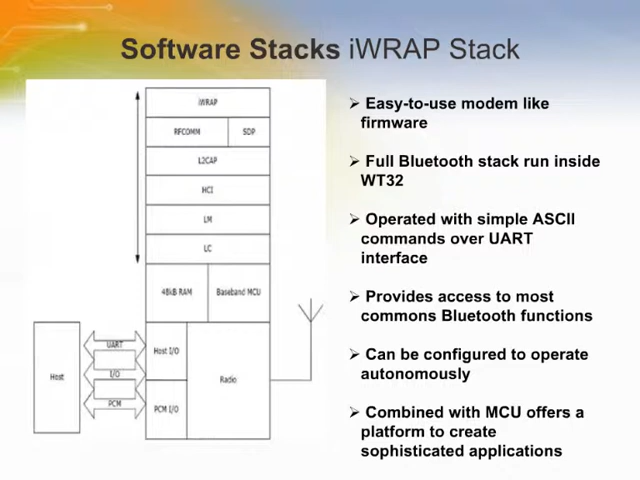 Software Stacks iWRAP Stack
iWRAP
RFCOMM SDP
L2CAP
HCI
LM
LC
48kB RAM Baseband MCU
Host UART I/O PCM
Host I/O
Radio
PCM I/O
➢ Easy-to-use modem like
firmware
➢ Full Bluetooth stack run inside
WT32
➢ Operated with simple ASCII
commands over UART
interface
➢ Provides access to most
commons Bluetooth functions
➢ Can be configured to operate
autonomously
➢ Combined with MCU offers a
platform to create
sophisticated applications